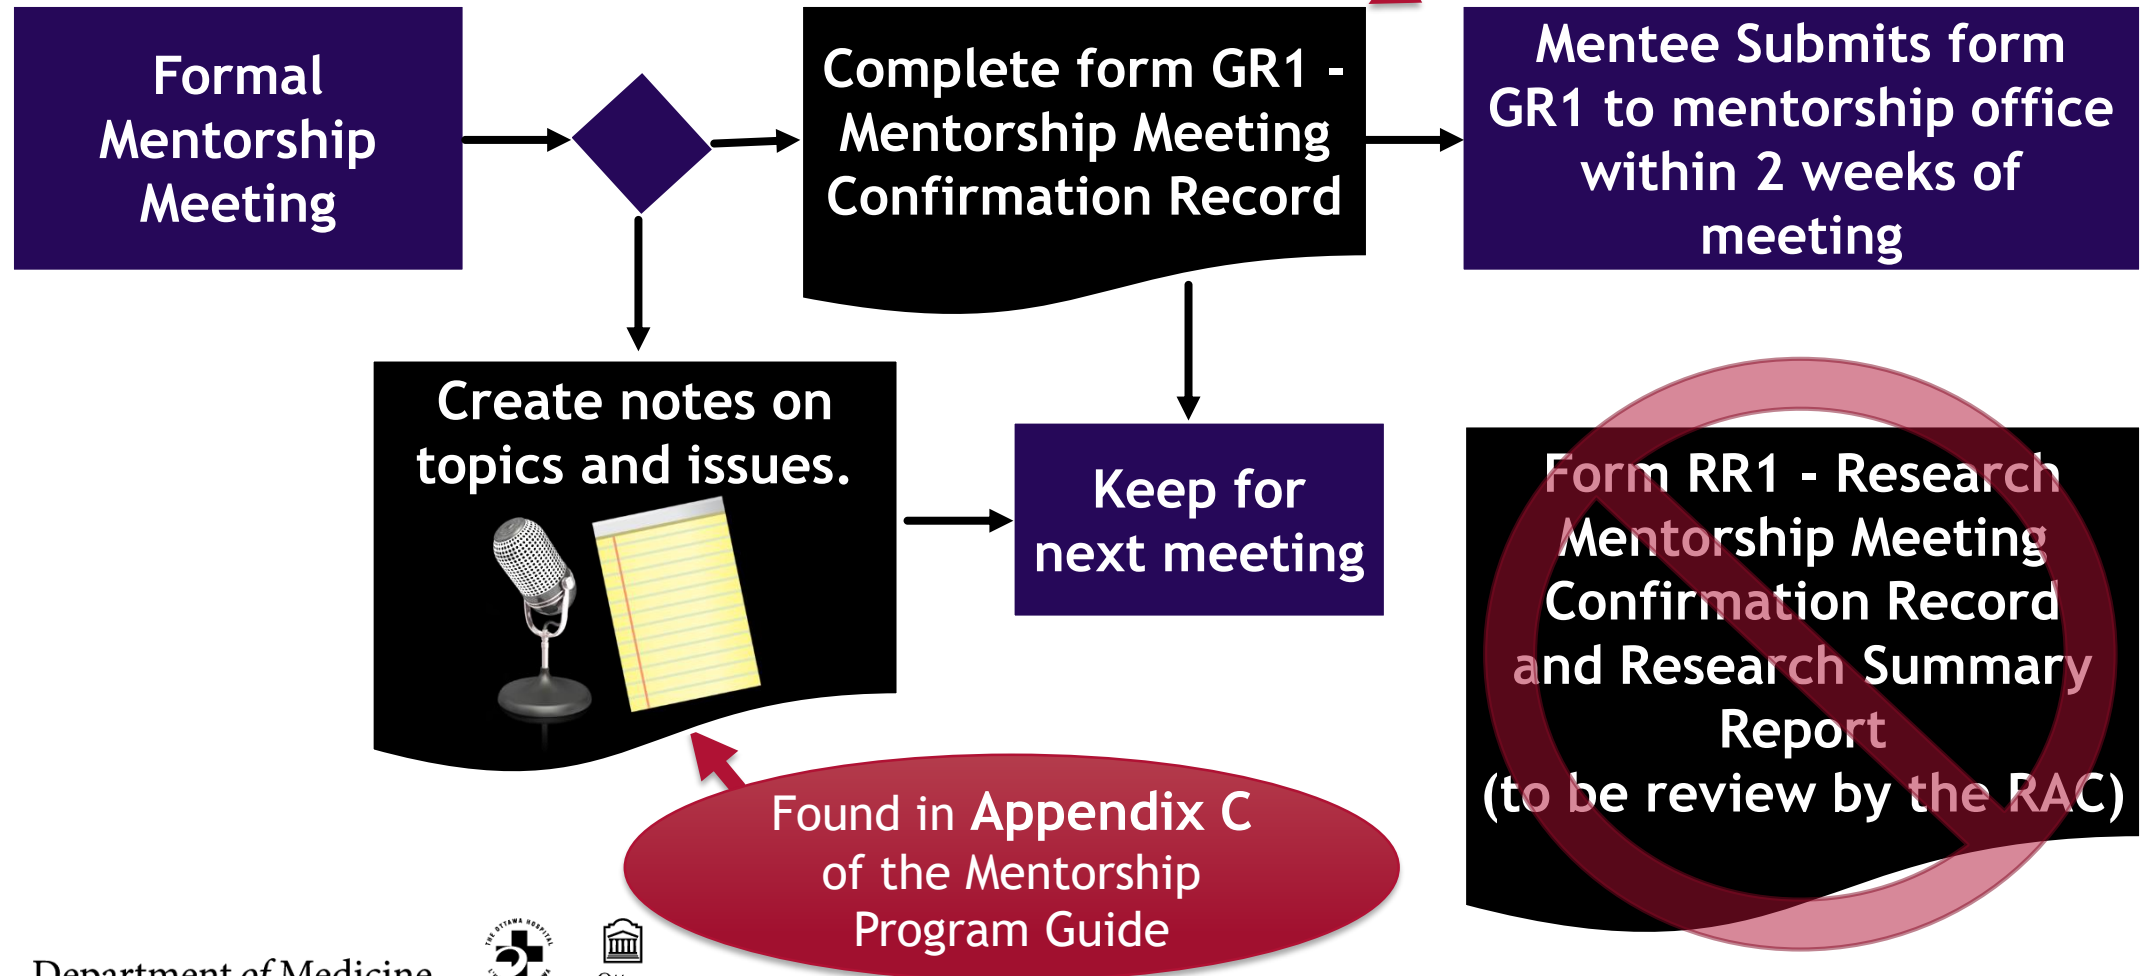 Formal
Mentorship
Meeting
Complete form GR1 -
Mentorship Meeting
Confirmation Record
Mentee Submits form
GR1 to mentorship office
within 2 weeks of
meeting
Create notes on
topics and issues.
Keep for
next meeting
Form RR1 - Research
Mentorship Meeting
Confirmation Record
and Research Summary
Report
(to be review by the RAC)
Found in Appendix C
of the Mentorship
Program Guide
Department of Medicine
THE OTTAWA HOSPITAL